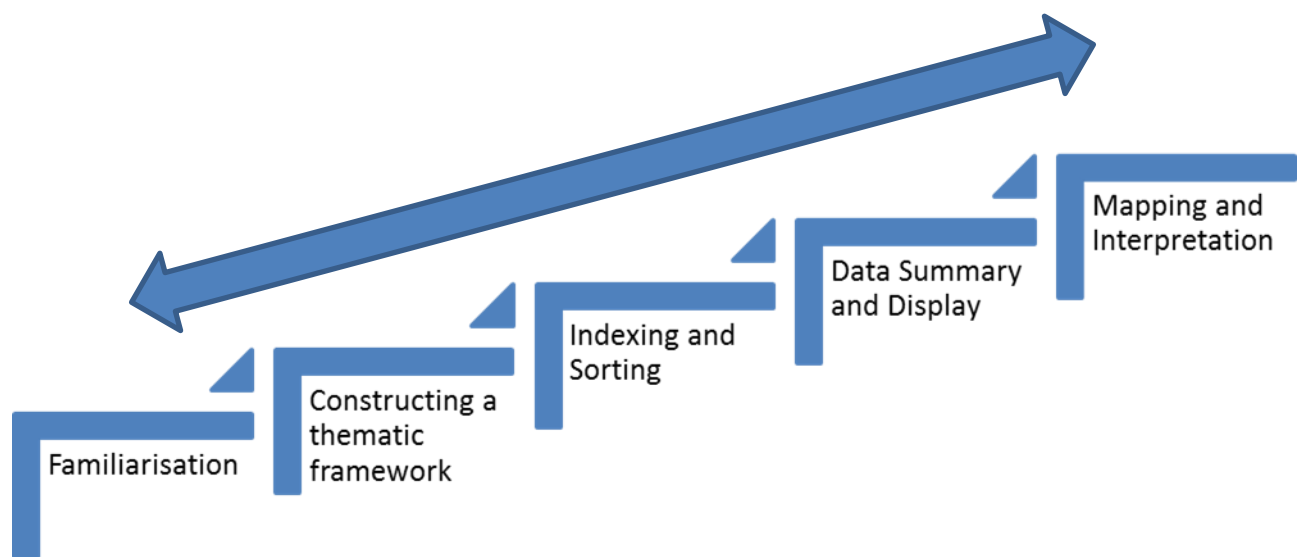 Familiarisation
Constructing a
thematic
framework
Indexing and
Sorting
Data Summary
and Display
Mapping and
Interpretation